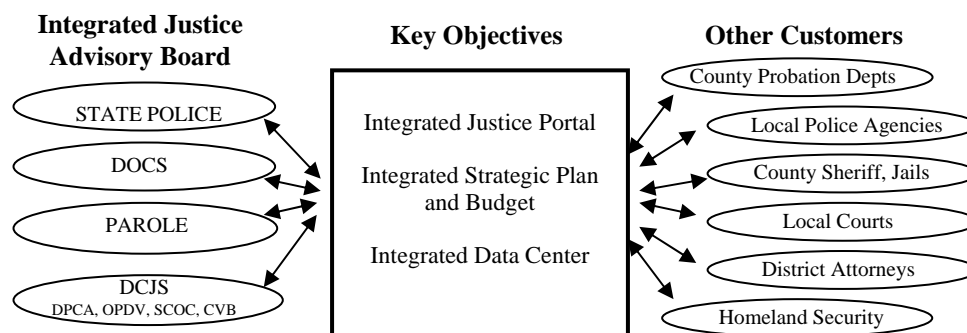 Integrated Justice
Advisory Board
STATE POLICE
DOCS
PAROLE
DCJS
DPCA, OPDV, SCOC, CVB
Key Objectives
Integrated Justice Portal
Integrated Strategic Plan
and Budget
Integrated Data Center
Other Customers
County Probation Depts
Local Police Agencies
County Sheriff, Jails
Local Courts
District Attorneys
Homeland Security